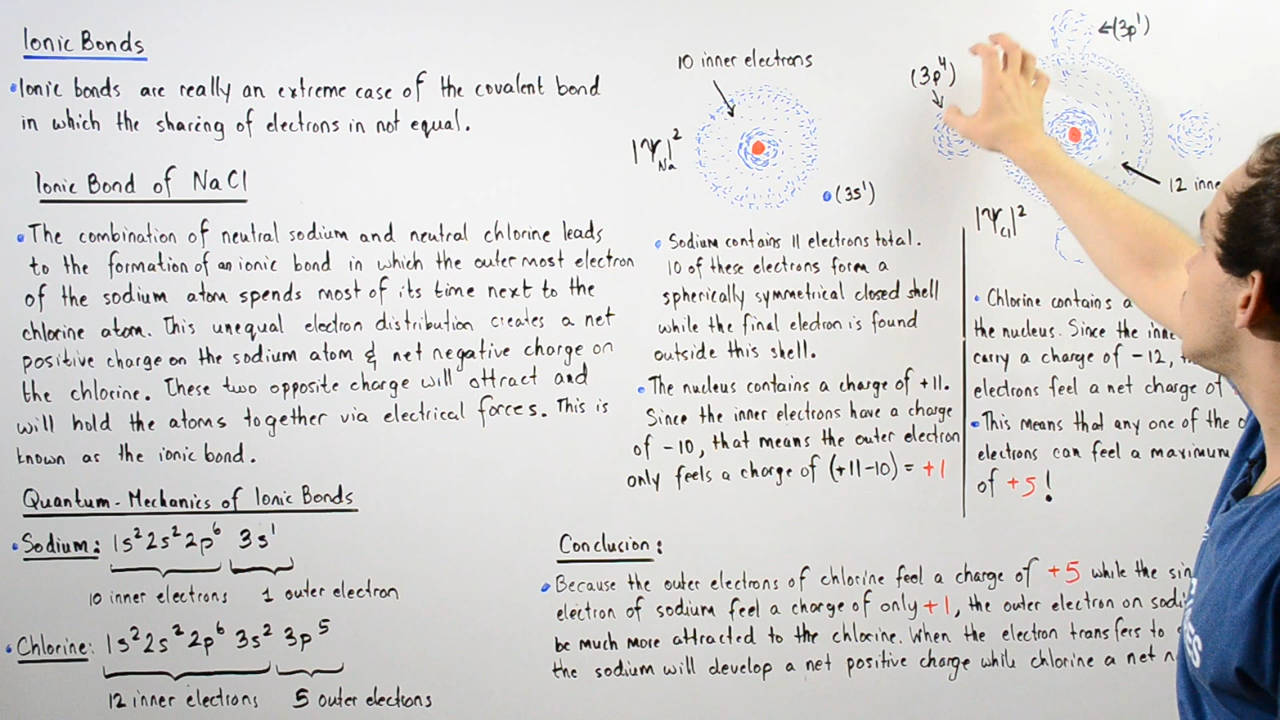 Ionic Bonds
• Ionic bonds are really an extreme case of the covalent bond
in which the sharing of electrons in not equal.
Ionic Bond of NaCl
• The combination of neutral sodium and neutral chlorine leads
to the formation of an ionic bond in which the outer most electron
of the sodium atom spends most of its time next to the
chlorine atom. This unequal electron distribution creates a net
positive charge on the sodium atom & net negative charge on
the chlorine. These two opposite charge will attract and
will hold the atoms together via electrical forces. This is
known as the ionic bond.
Quantum-Mechanics of Ionic Bonds
• Sodium: 1s² 2s² 2p⁶ 3s¹
10 inner electrons 1 outer electron
• Chlorine: 1s² 2s² 2p⁶ 3s² 3p⁵
12 inner electrons 5 outer electrons
10 inner electrons
|Ψ_Na|²
(3s¹)
• Sodium contains 11 electrons total.
10 of these electrons form a
spherically symmetrical closed shell
while the final electron is found
outside this shell.
• The nucleus contains a charge of +11.
Since the inner electrons have a charge
of -10, that means the outer electron
only feels a charge of (+11-10) = +1
(3p¹)
(3p⁴)
12
|Ψ_Cl|²
• Chlorine contains a
the nucleus. Since the
carry a charge of -12,
electrons feel a net charge of
• This means that any one of the
electrons can feel a maximum
of +5!
Conclusion:
• Because the outer electrons of chlorine feel a charge of +5 while the
electron of sodium feel a charge of only +1, the outer electron on
be much more attracted to the chlorine. When the electron transfers to
the sodium will develop a net positive charge while chlorine a net